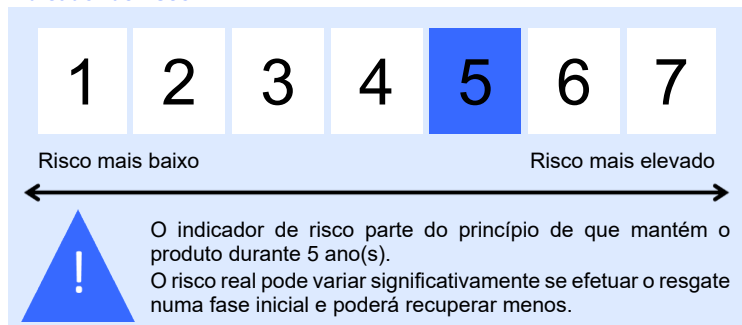 1 2 3 4 5 6 7
Risco mais baixo Risco mais elevado
O indicador de risco parte do princípio de que mantém o
produto durante 5 ano(s).
O risco real pode variar significativamente se efetuar o resgate
numa fase inicial e poderá recuperar menos.
!